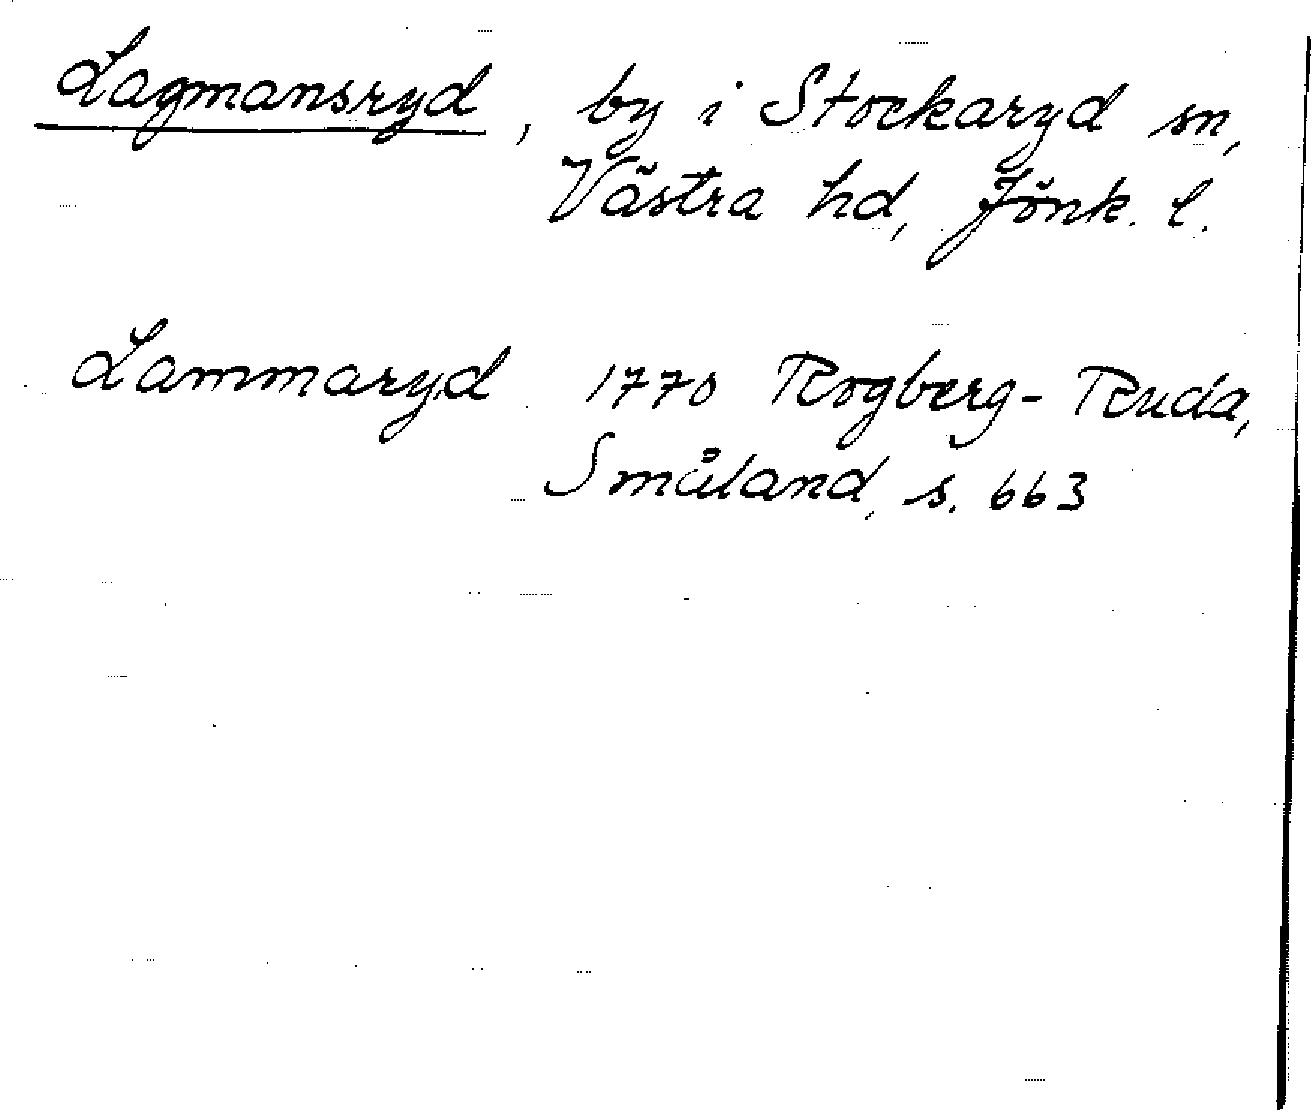 Lagmansryd, by i Stockaryd sn,
Västra hd, Jönk. l.
Lammaryd 1770 Rogberg-Ruda,
Småland, s. 663